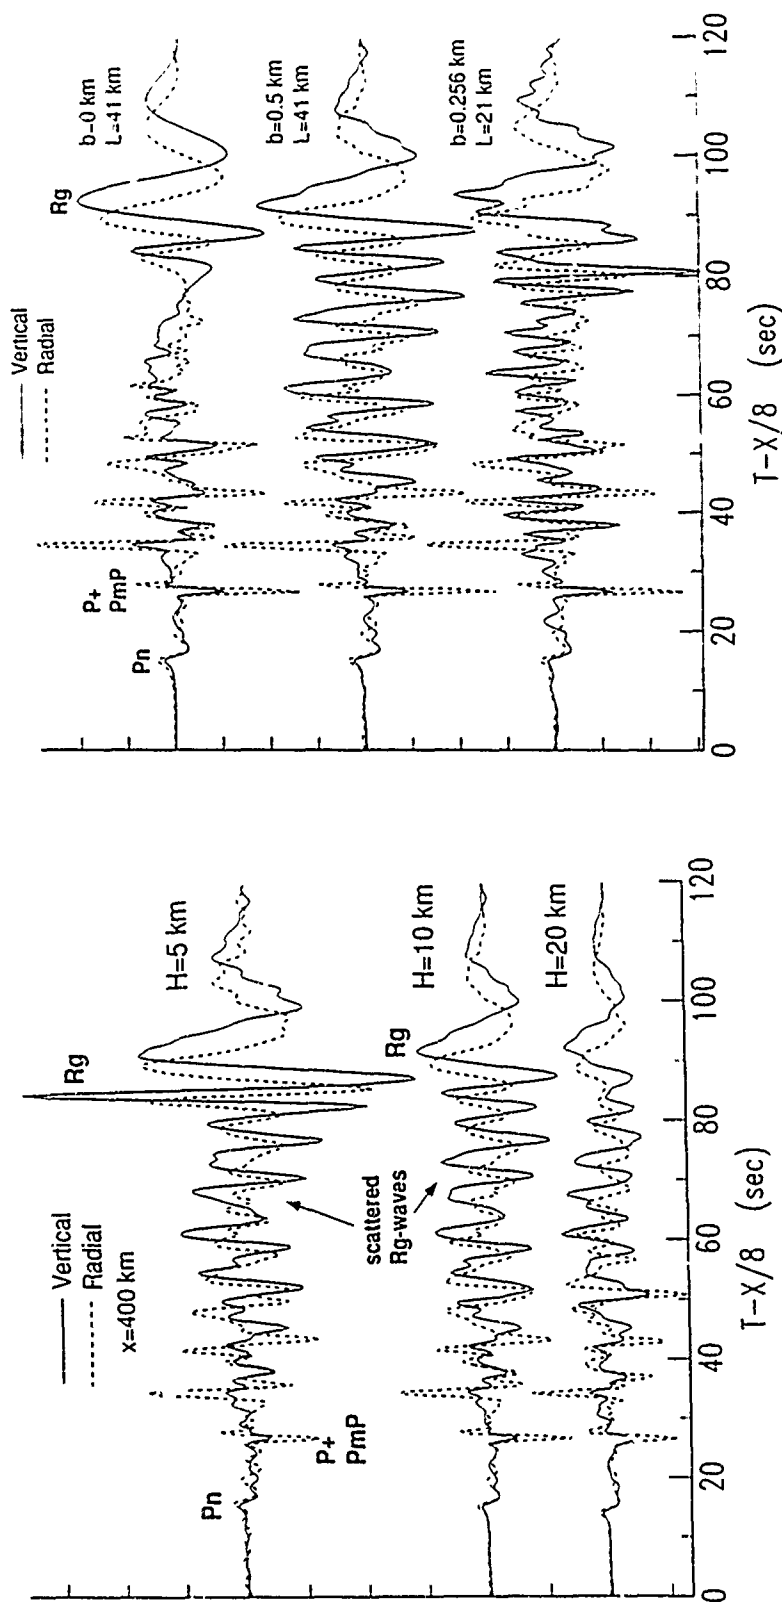 Vertical
Radial
x=400 km
Pn
P+
PmP
scattered
Rg-waves
Rg
Rg
H=5 km
H=10 km
H=20 km
0 20 40 60 80 100 120
T-X/8 (sec)
Vertical
Radial
Pn
P+
PmP
Rg
b=0 km
L=41 km
b=0.5 km
L=41 km
b=0.256 km
L=21 km
0 20 40 60 80 100 120
T-X/8 (sec)